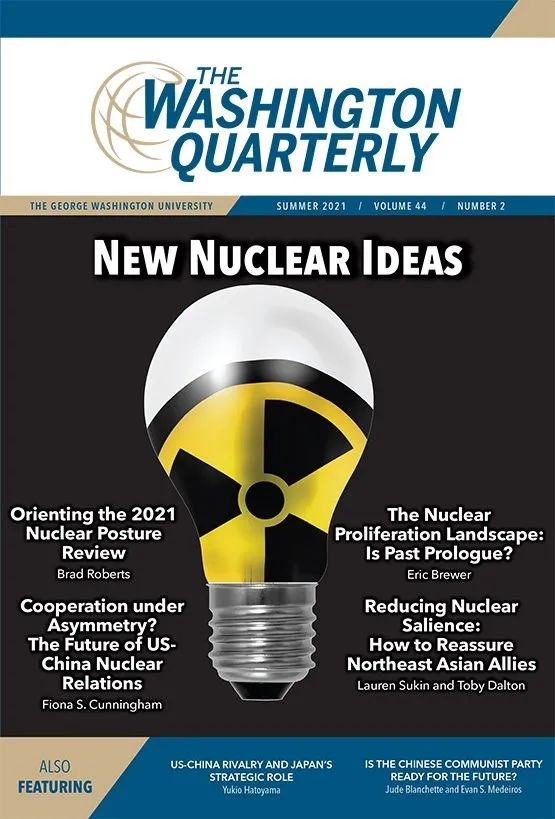 THE
WASHINGTON
QUARTERLY
THE GEORGE WASHINGTON UNIVERSITY
SUMMER 2021 / VOLUME 44 / NUMBER 2
NEW NUCLEAR IDEAS
Orienting the 2021
Nuclear Posture
Review
Brad Roberts
Cooperation under
Asymmetry?
The Future of US-
China Nuclear
Relations
Fiona S. Cunningham
The Nuclear
Proliferation Landscape:
Is Past Prologue?
Eric Brewer
Reducing Nuclear
Salience:
How to Reassure
Northeast Asian Allies
Lauren Sukin and Toby Dalton
ALSO
FEATURING
US-CHINA RIVALRY AND JAPAN'S
STRATEGIC ROLE
Yukio Hatoyama
IS THE CHINESE COMMUNIST PARTY
READY FOR THE FUTURE?
Jude Blanchette and Evan S. Medeiros